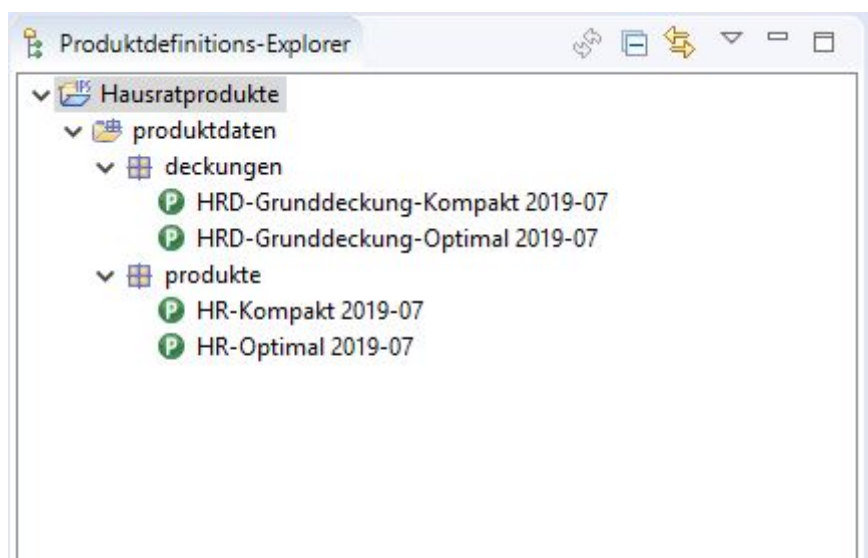 Produktdefinitions-Explorer
Hausratprodukte
produktdaten
deckungen
HRD-Grunddeckung-Kompakt 2019-07
HRD-Grunddeckung-Optimal 2019-07
produkte
HR-Kompakt 2019-07
HR-Optimal 2019-07